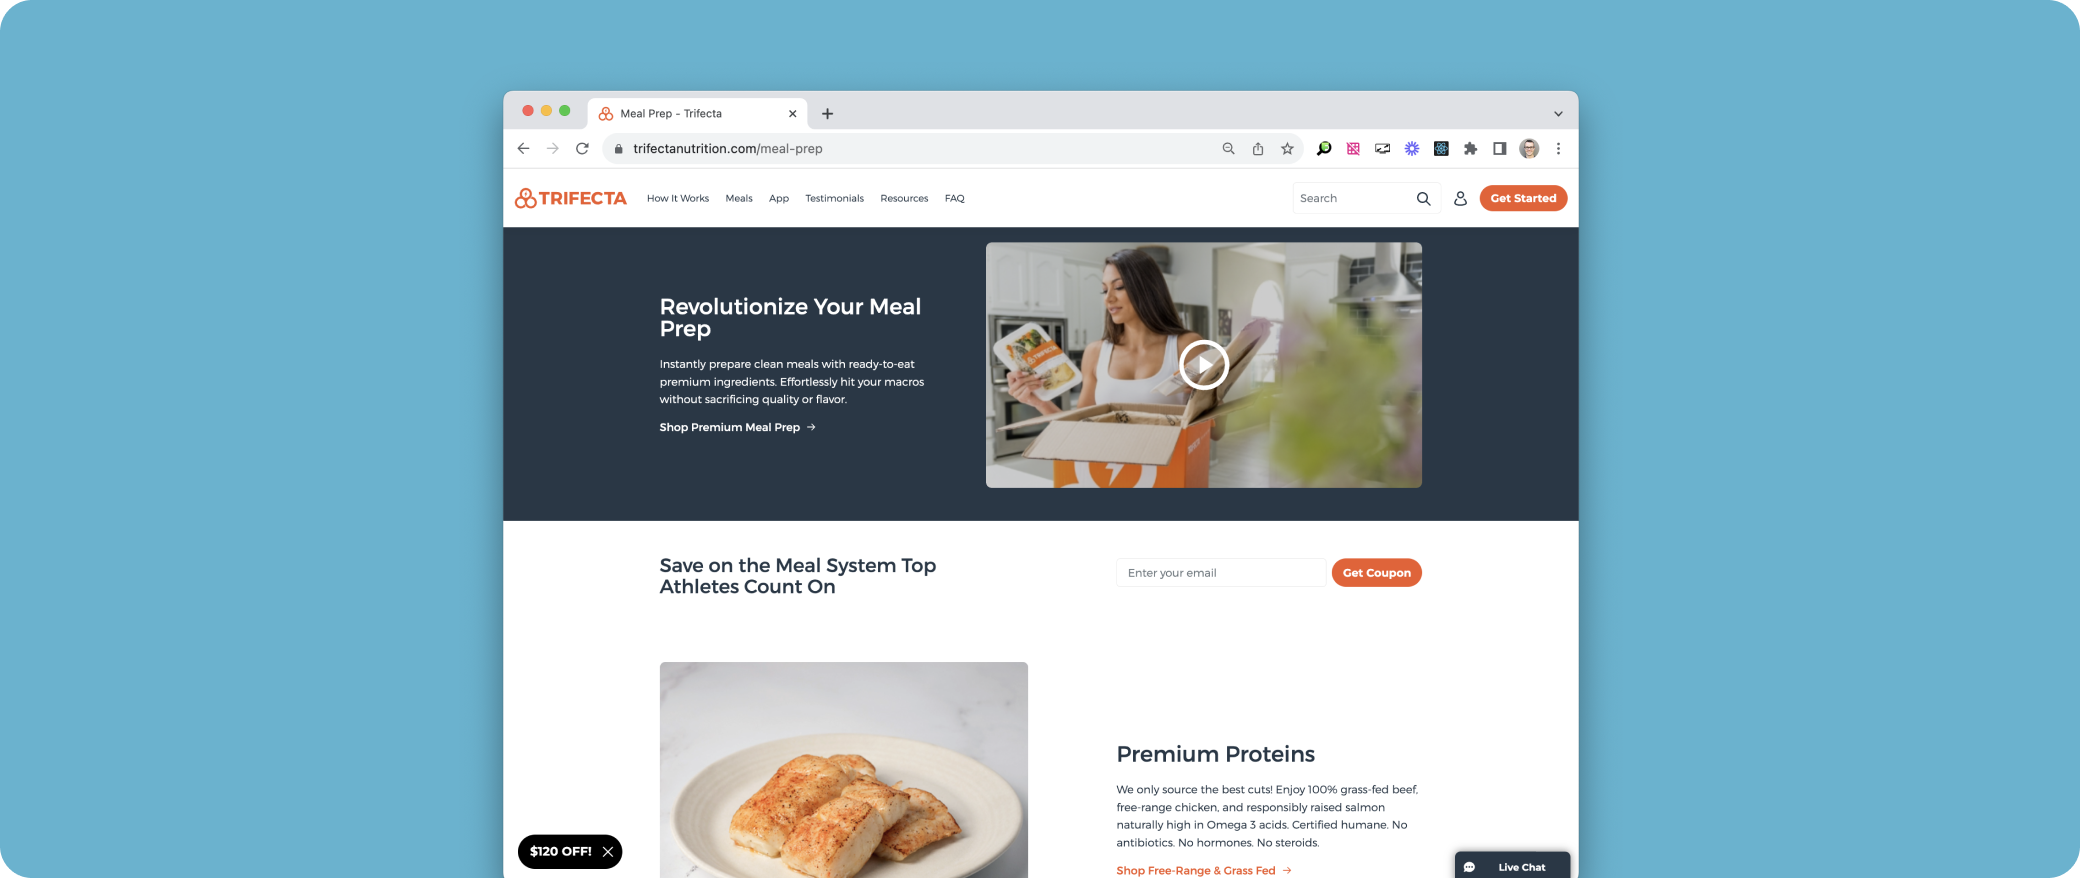 Meal Prep - Trifecta
trifectanutrition.com/meal-prep
TRIFECTA
How It Works
Meals
App
Testimonials
Resources
FAQ
Search
Get Started
Revolutionize Your Meal
Prep
Instantly prepare clean meals with ready-to-eat
premium ingredients. Effortlessly hit your macros
without sacrificing quality or flavor.
Shop Premium Meal Prep →
TRIFECTA
Save on the Meal System Top
Athletes Count On
Enter your email
Get Coupon
Premium Proteins
We only source the best cuts! Enjoy 100% grass-fed beef,
free-range chicken, and responsibly raised salmon
naturally high in Omega 3 acids. Certified humane. No
antibiotics. No hormones. No steroids.
Shop Free-Range & Grass Fed →
$120 OFF!
Live Chat